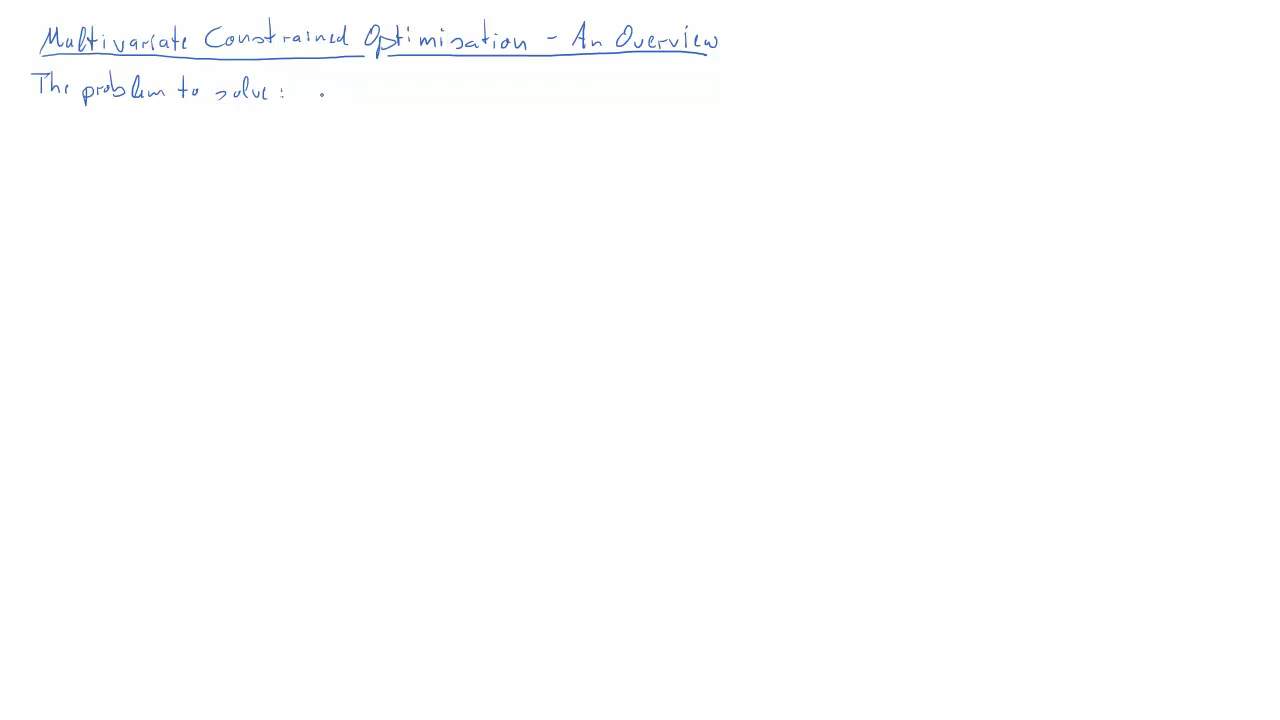 Multivariate Constrained Optimisation - An Overview
The problem to solve: